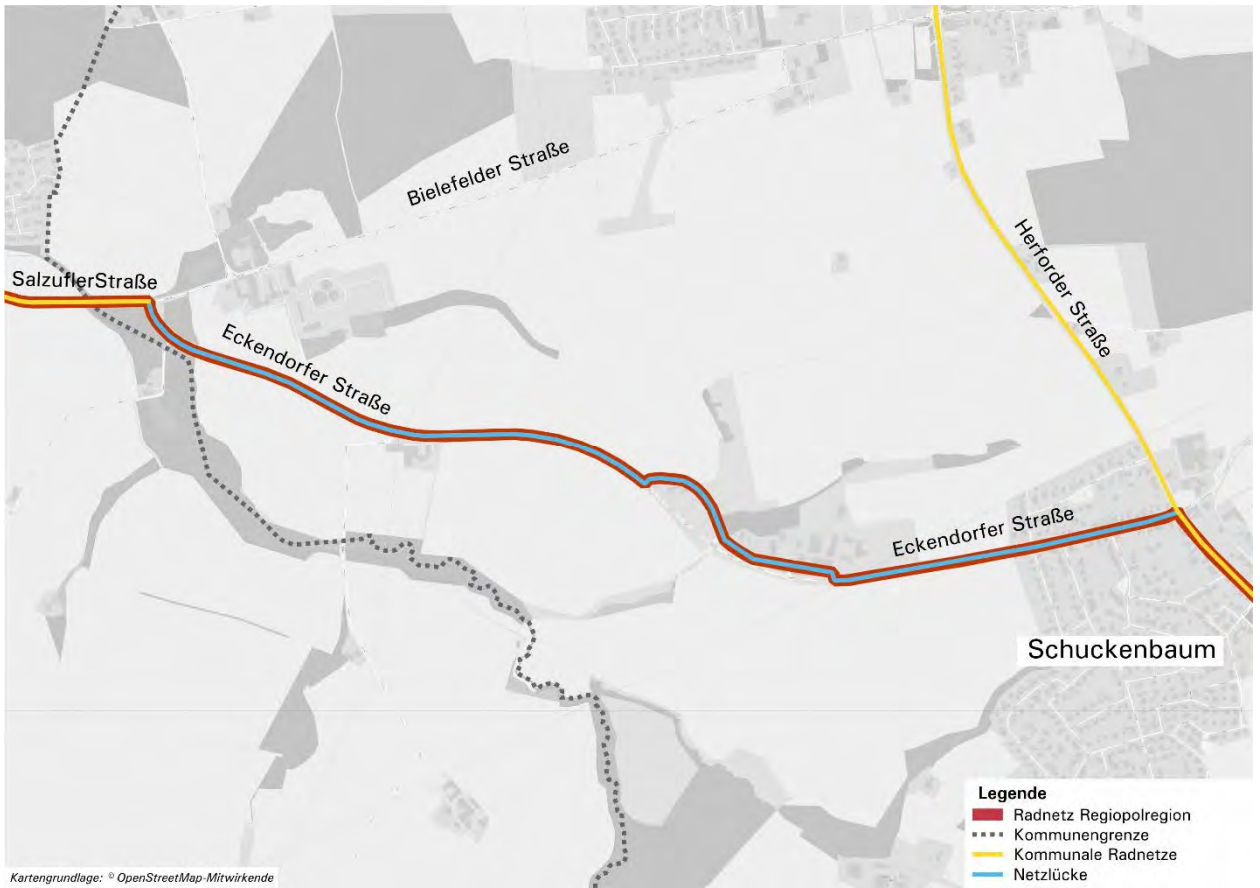 Bielefelder Straße
Herforder Straße
SalzuflerStraße
Eckendorfer Straße
Eckendorfer Straße
Schuckenbaum
Legende
Radnetz Regiopolregion
Kommunengrenze
Kommunale Radnetze
Netzlücke
Kartengrundlage: © OpenStreetMap-Mitwirkende